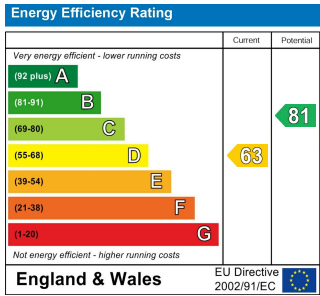 Energy Efficiency Rating
Current Potential
Very energy efficient - lower running costs
(92 plus) A
(81-91) B
81
(69-80) C
(55-68) D
63
(39-54) E
(21-38) F
(1-20) G
Not energy efficient - higher running costs
England & Wales
EU Directive
2002/91/EC